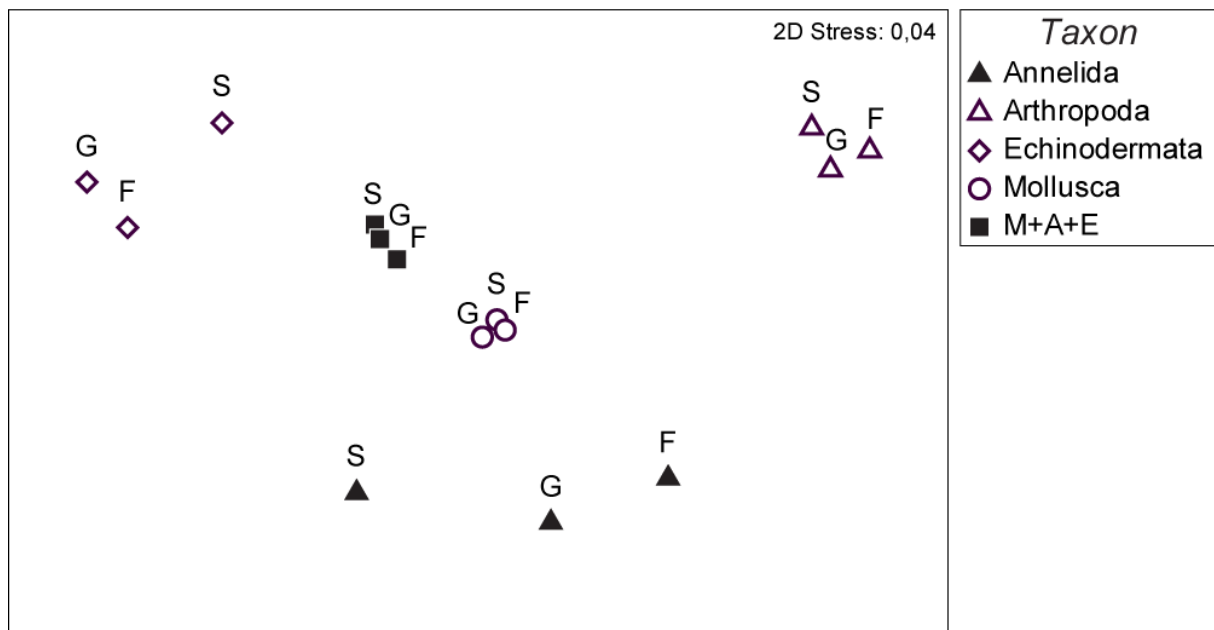 2D Stress: 0,04
S
G
F
S
G
F
S
G
F
S
G
F
S
G
F
Taxon
Annelida
Arthropoda
Echinodermata
Mollusca
M+A+E